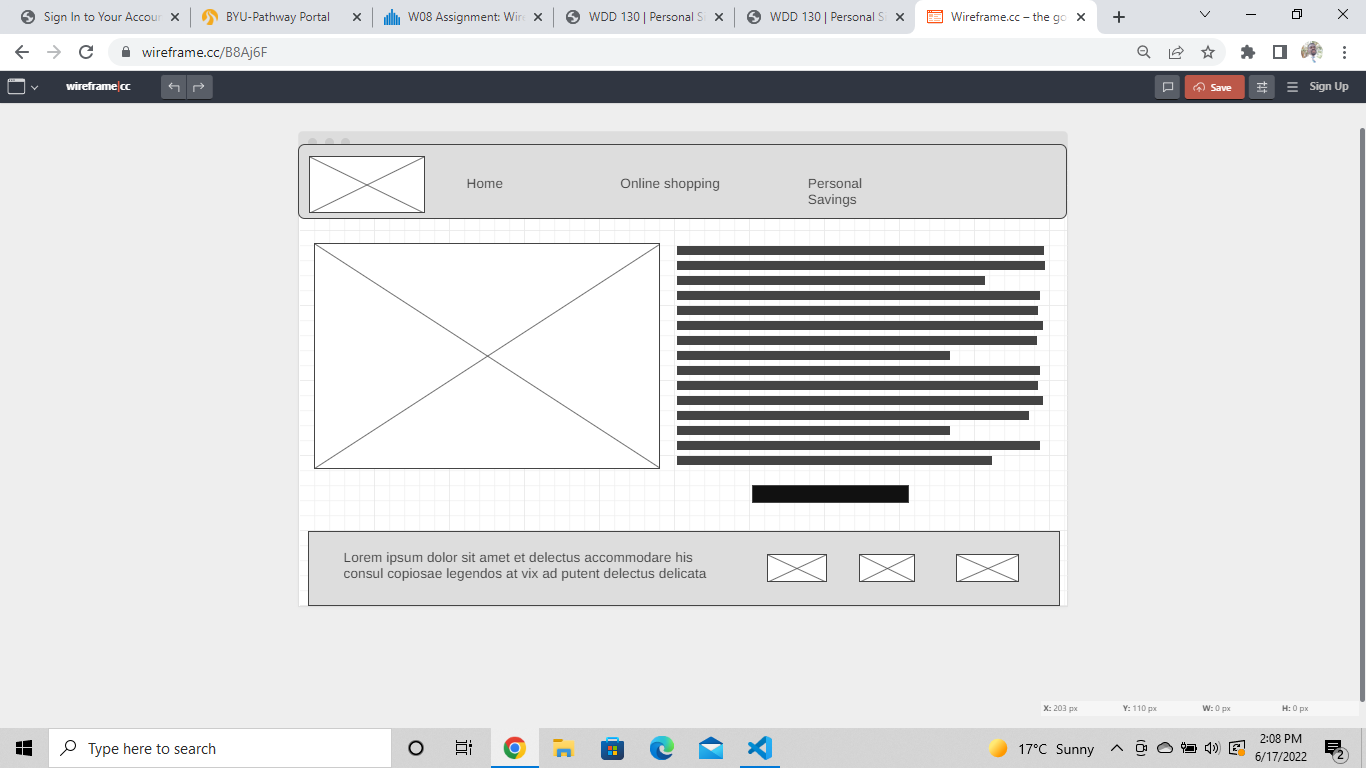 Sign In to Your Accoun
BYU-Pathway Portal
W08 Assignment: Wire
WDD 130 | Personal S
WDD 130 | Personal S
Wireframe.cc – the go
wireframe.cc/B8Aj6F
wireframe|cc
Save
Sign Up
Home
Online shopping
Personal
Savings
Lorem ipsum dolor sit amet et delectus accommodare his
consul copiosae legendos at vix ad putent delectus delicata
X: 203 px
Y: 110 px
W: 0 px
H: 0 px
Type here to search
17°C Sunny
2:08 PM
6/17/2022
2